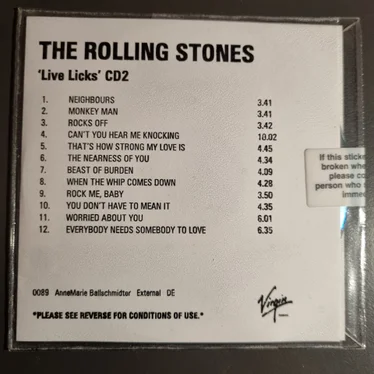 THE ROLLING STONES
'Live Licks' CD2
1. NEIGHBOURS 3.41
2. MONKEY MAN 3.41
3. ROCKS OFF 3.42
4. CAN'T YOU HEAR ME KNOCKING 10.02
5. THAT'S HOW STRONG MY LOVE IS 4.45
6. THE NEARNESS OF YOU 4.34
7. BEAST OF BURDEN 4.09
8. WHEN THE WHIP COMES DOWN 4.28
9. ROCK ME, BABY 3.50
10. YOU DON'T HAVE TO MEAN IT 4.35
11. WORRIED ABOUT YOU 6.01
12. EVERYBODY NEEDS SOMEBODY TO LOVE 6.35
If this sticke
broken whe
please co
person who s
imme
0089 AnneMarie Ballschmidter External DE
Virgin
*PLEASE SEE REVERSE FOR CONDITIONS OF USE.*